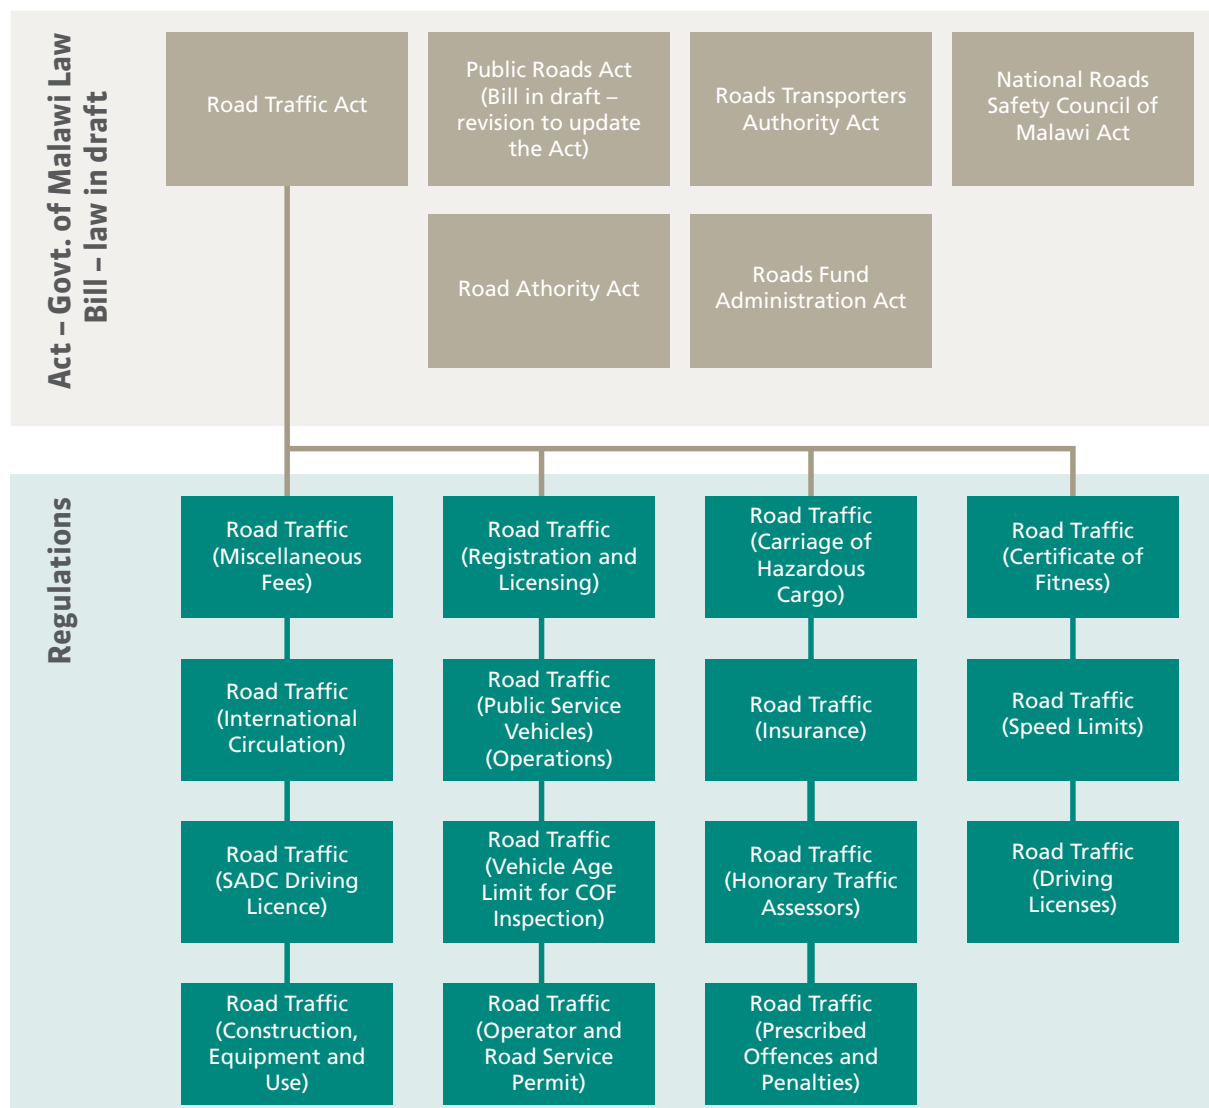 Act – Govt. of Malawi Law
Bill – law in draft
Road Traffic Act
Public Roads Act
(Bill in draft –
revision to update
the Act)
Roads Transporters
Authority Act
National Roads
Safety Council of
Malawi Act
Road Athority Act
Roads Fund
Administration Act
Regulations
Road Traffic
(Miscellaneous
Fees)
Road Traffic
(Registration and
Licensing)
Road Traffic
(Carriage of
Hazardous
Cargo)
Road Traffic
(Certificate of
Fitness)
Road Traffic
(International
Circulation)
Road Traffic
(Public Service
Vehicles)
(Operations)
Road Traffic
(Insurance)
Road Traffic
(Speed Limits)
Road Traffic
(SADC Driving
Licence)
Road Traffic
(Vehicle Age
Limit for COF
Inspection)
Road Traffic
(Honorary Traffic
Assessors)
Road Traffic
(Driving
Licenses)
Road Traffic
(Construction,
Equipment and
Use)
Road Traffic
(Operator and
Road Service
Permit)
Road Traffic
(Prescribed
Offences and
Penalties)